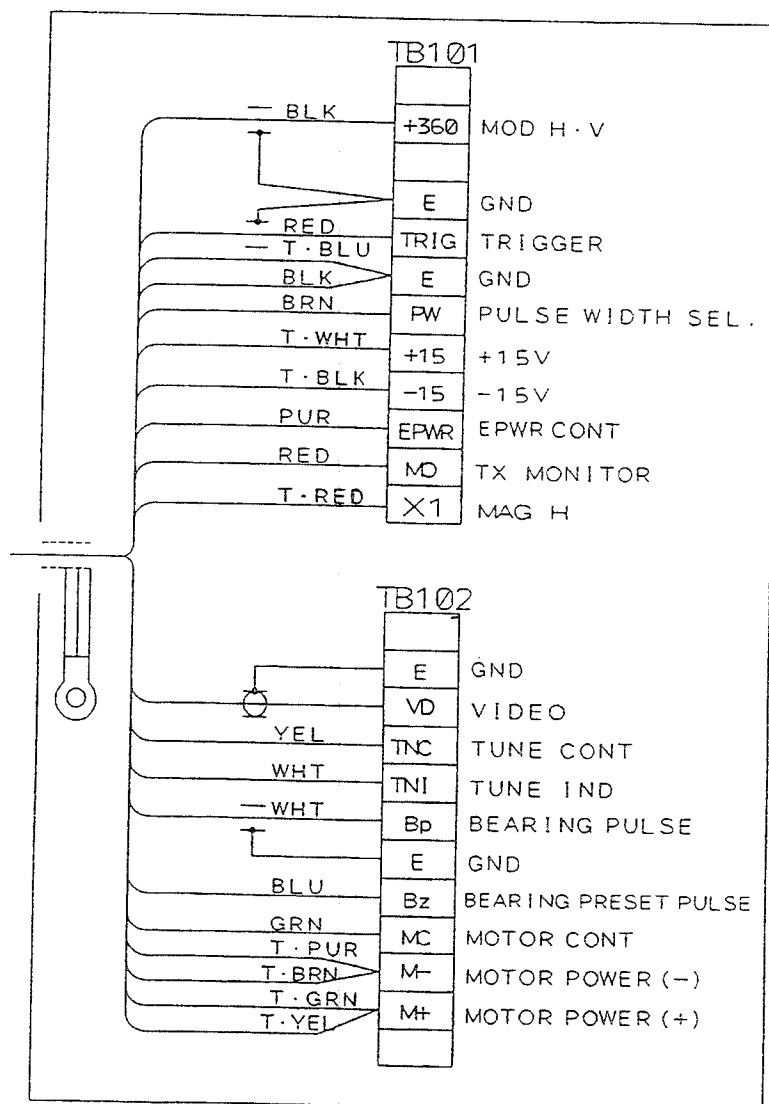 TB101
BLK +360 MOD H·V
E GND
RED TRIG TRIGGER
T·BLU
E GND
BLK
BRN PW PULSE WIDTH SEL.
T·WHT +15 +15V
T·BLK -15 -15V
PUR EPWR EPWR CONT
RED MO TX MONITOR
T·RED X1 MAG H
TB102
E GND
VD VIDEO
YEL TNC TUNE CONT
WHT TNI TUNE IND
WHT Bp BEARING PULSE
E GND
BLU Bz BEARING PRESET PULSE
GRN MC MOTOR CONT
T·PUR
T·BRN M- MOTOR POWER (-)
T·GRN
M+ MOTOR POWER (+)
T·YEL